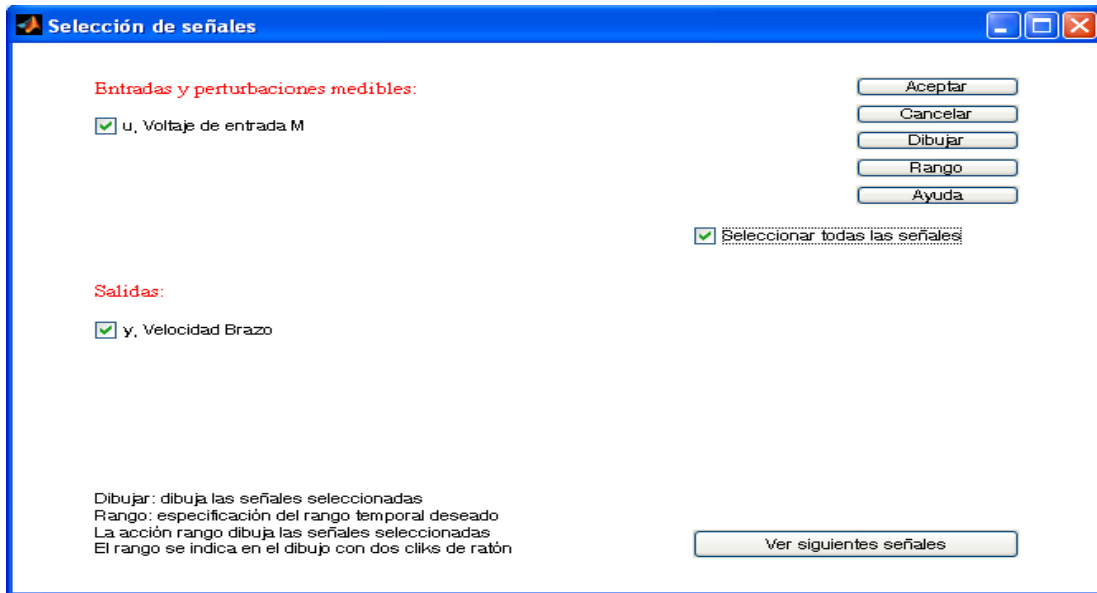 Selección de señales
Entradas y perturbaciones medibles:
u, Voltaje de entrada M
Aceptar
Cancelar
Dibujar
Rango
Ayuda
Seleccionar todas las señales
Salidas:
y, Velocidad Brazo
Dibujar: dibuja las señales seleccionadas
Rango: especificación del rango temporal deseado
La acción rango dibuja las señales seleccionadas
El rango se indica en el dibujo con dos cliks de ratón
Ver siguientes señales